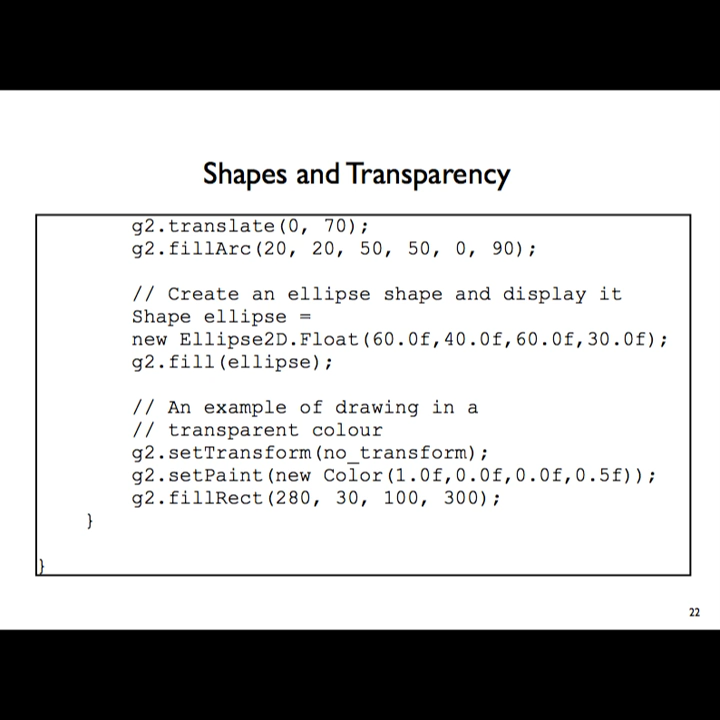 Shapes and Transparency
g2.translate(0, 70);
g2.fillArc(20, 20, 50, 50, 0, 90);
// Create an ellipse shape and display it
Shape ellipse =
new Ellipse2D.Float(60.0f,40.0f,60.0f,30.0f);
g2.fill(ellipse);
// An example of drawing in a
// transparent colour
g2.setTransform(no_transform);
g2.setPaint(new Color(1.0f,0.0f,0.0f,0.5f));
g2.fillRect(280, 30, 100, 300);
}
}
22